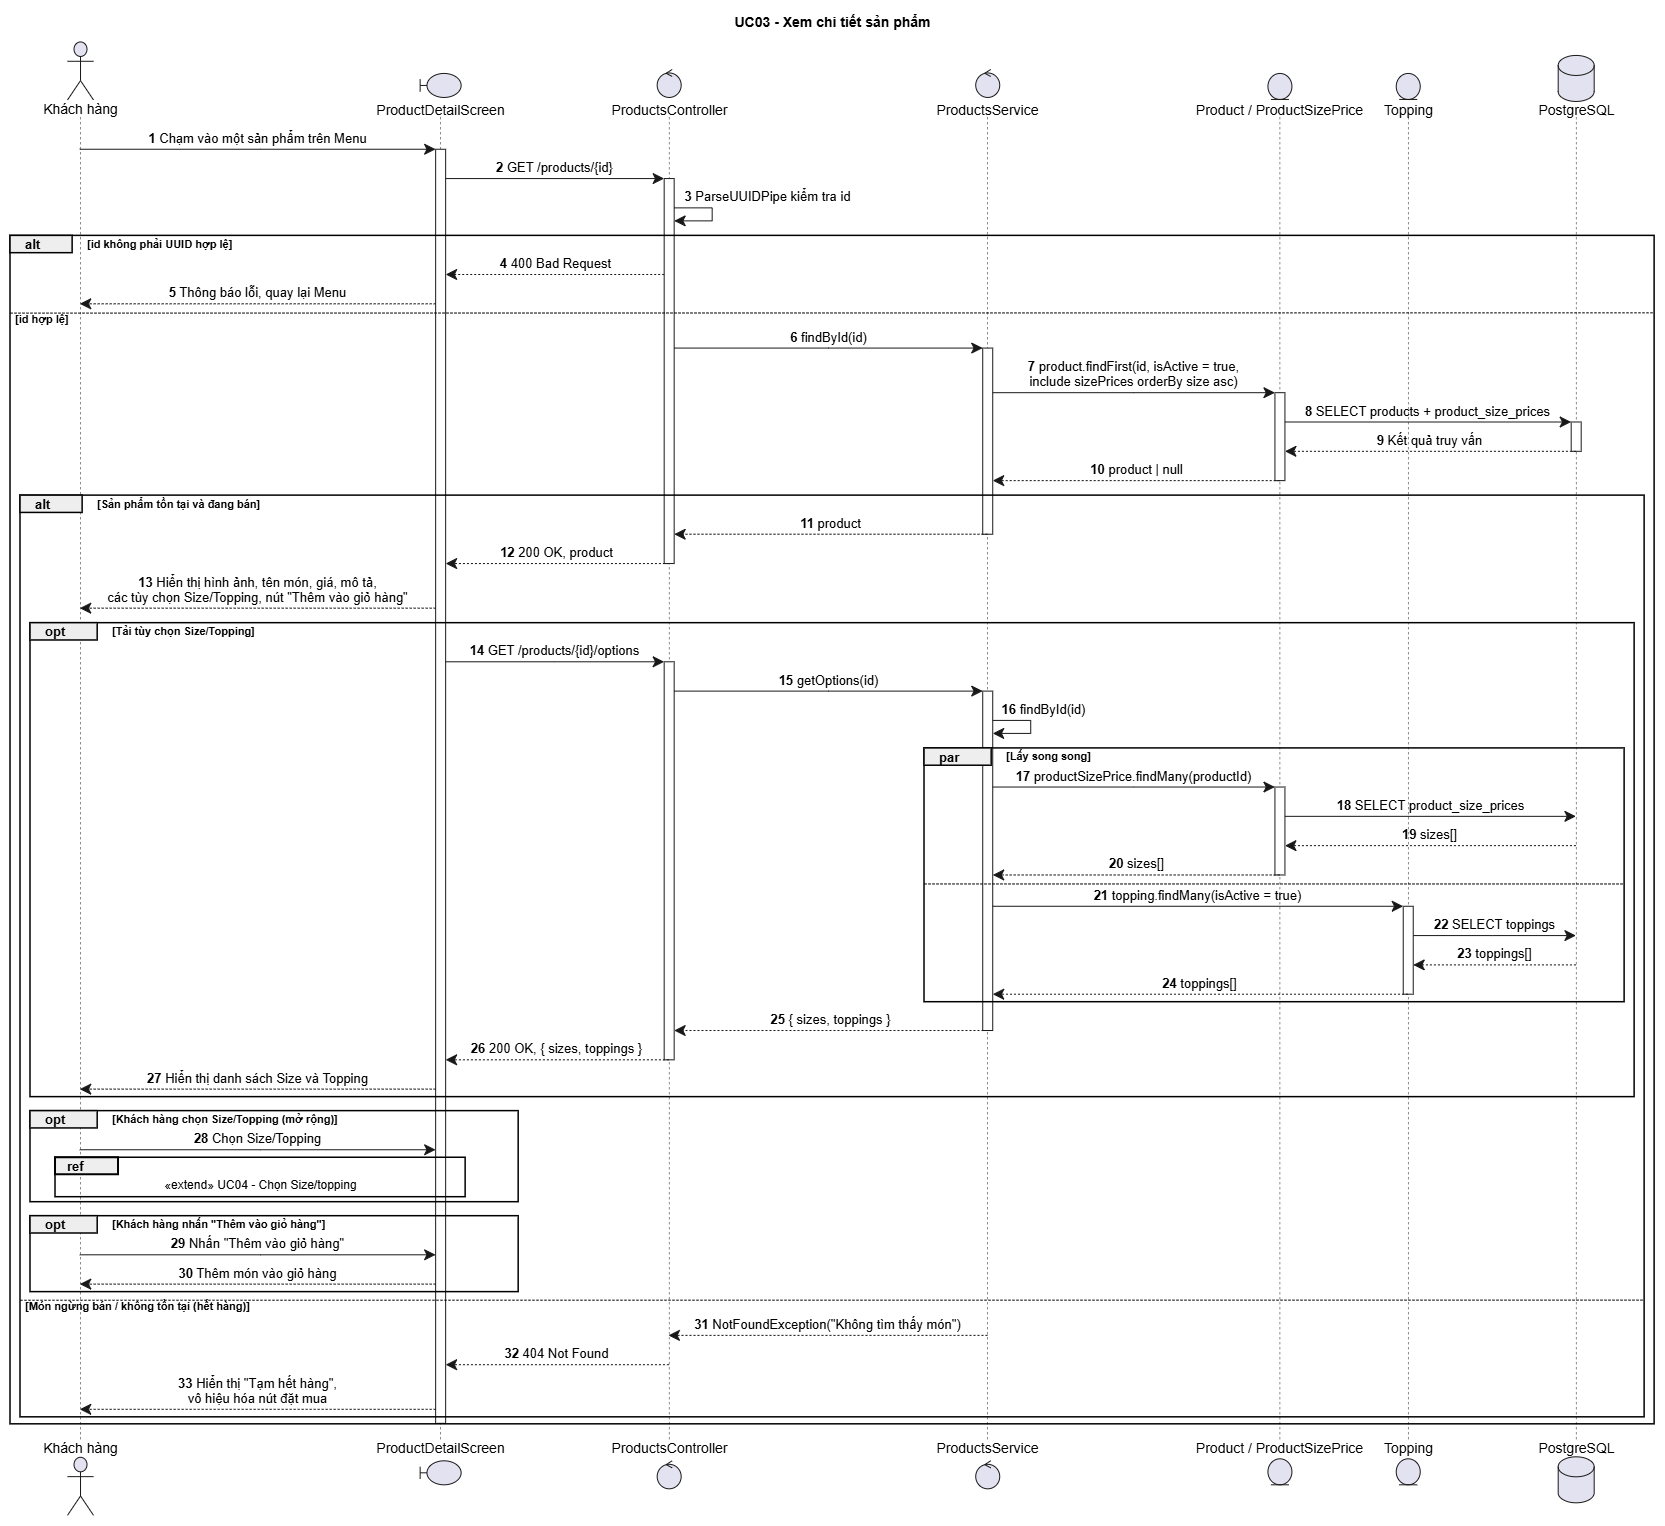 UC03 - Xem chi tiết sản phẩm
Khách hàng
ProductDetailScreen
ProductsController
ProductsService
Product / ProductSizePrice
Topping
PostgreSQL
1 Chạm vào một sản phẩm trên Menu
2 GET /products/{id}
3 ParseUUIDPipe kiểm tra id
alt
[id không phải UUID hợp lệ]
4 400 Bad Request
5 Thông báo lỗi, quay lại Menu
[id hợp lệ]
6 findById(id)
7 product.findFirst(id, isActive = true,
include sizePrices orderBy size asc)
8 SELECT products + product_size_prices
9 Kết quả truy vấn
10 product | null
alt
[Sản phẩm tồn tại và đang bán]
11 product
12 200 OK, product
13 Hiển thị hình ảnh, tên món, giá, mô tả,
các tùy chọn Size/Topping, nút "Thêm vào giỏ hàng"
opt
[Tải tùy chọn Size/Topping]
14 GET /products/{id}/options
15 getOptions(id)
16 findById(id)
par
[Lấy song song]
17 productSizePrice.findMany(productId)
18 SELECT product_size_prices
19 sizes[]
20 sizes[]
21 topping.findMany(isActive = true)
22 SELECT toppings
23 toppings[]
24 toppings[]
25 { sizes, toppings }
26 200 OK, { sizes, toppings }
27 Hiển thị danh sách Size và Topping
opt
[Khách hàng chọn Size/Topping (mở rộng)]
28 Chọn Size/Topping
ref
«extend» UC04 - Chọn Size/topping
opt
[Khách hàng nhấn "Thêm vào giỏ hàng"]
29 Nhấn "Thêm vào giỏ hàng"
30 Thêm món vào giỏ hàng
[Món ngừng bán / không tồn tại (hết hàng)]
31 NotFoundException("Không tìm thấy món")
32 404 Not Found
33 Hiển thị "Tạm hết hàng",
vô hiệu hóa nút đặt mua
Khách hàng
ProductDetailScreen
ProductsController
ProductsService
Product / ProductSizePrice
Topping
PostgreSQL